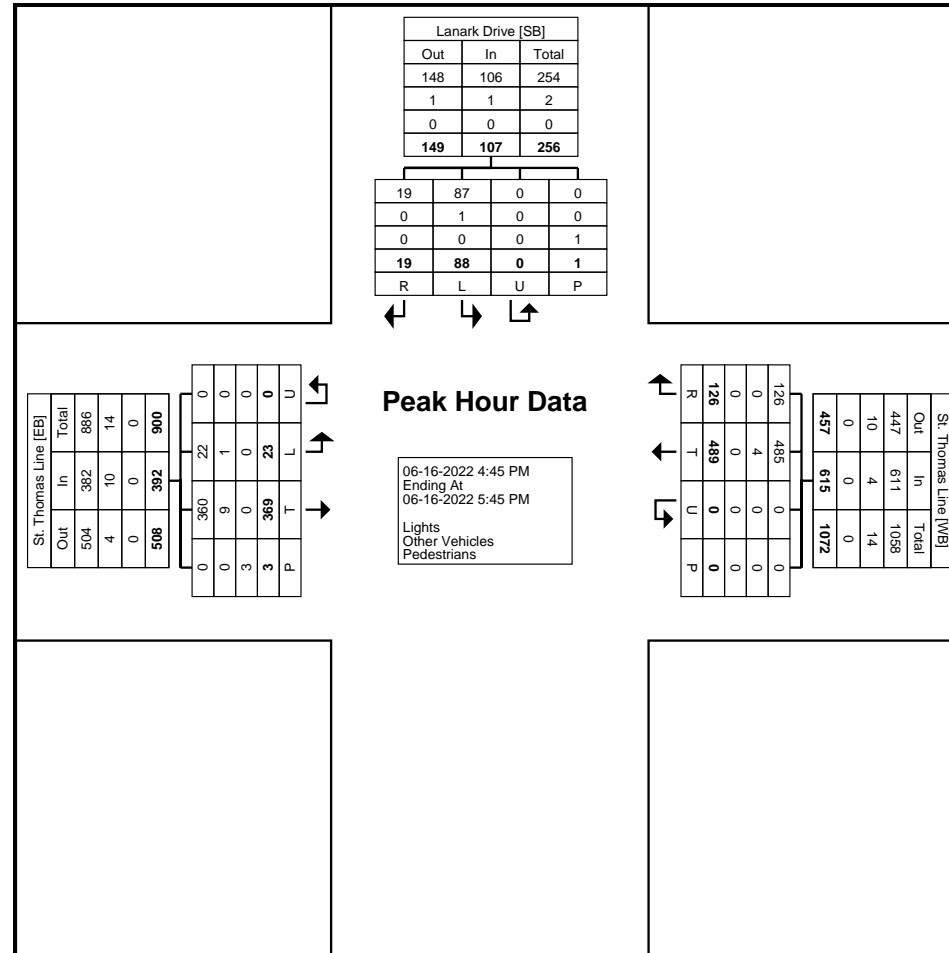 Lanark Drive [SB]
Out In Total
148 106 254
1 1 2
0 0 0
149 107 256
19 87 0 0
0 1 0 0
0 0 0 1
19 88 0 1
R L U P
St. Thomas Line [EB]
Total In Out
886 382 504
14 10 4
0 0 0
900 392 508
0 22 360 0
0 1 9 0
0 0 0 3
0 23 369 3
U L T P
Peak Hour Data
06-16-2022 4:45 PM
Ending At
06-16-2022 5:45 PM
Lights
Other Vehicles
Pedestrians
R T U P
126 489 0 0
0 0 0 0
0 4 0 0
126 485 0 0
St. Thomas Line [WB]
Out In Total
447 611 1058
10 4 14
0 0 0
457 615 1072